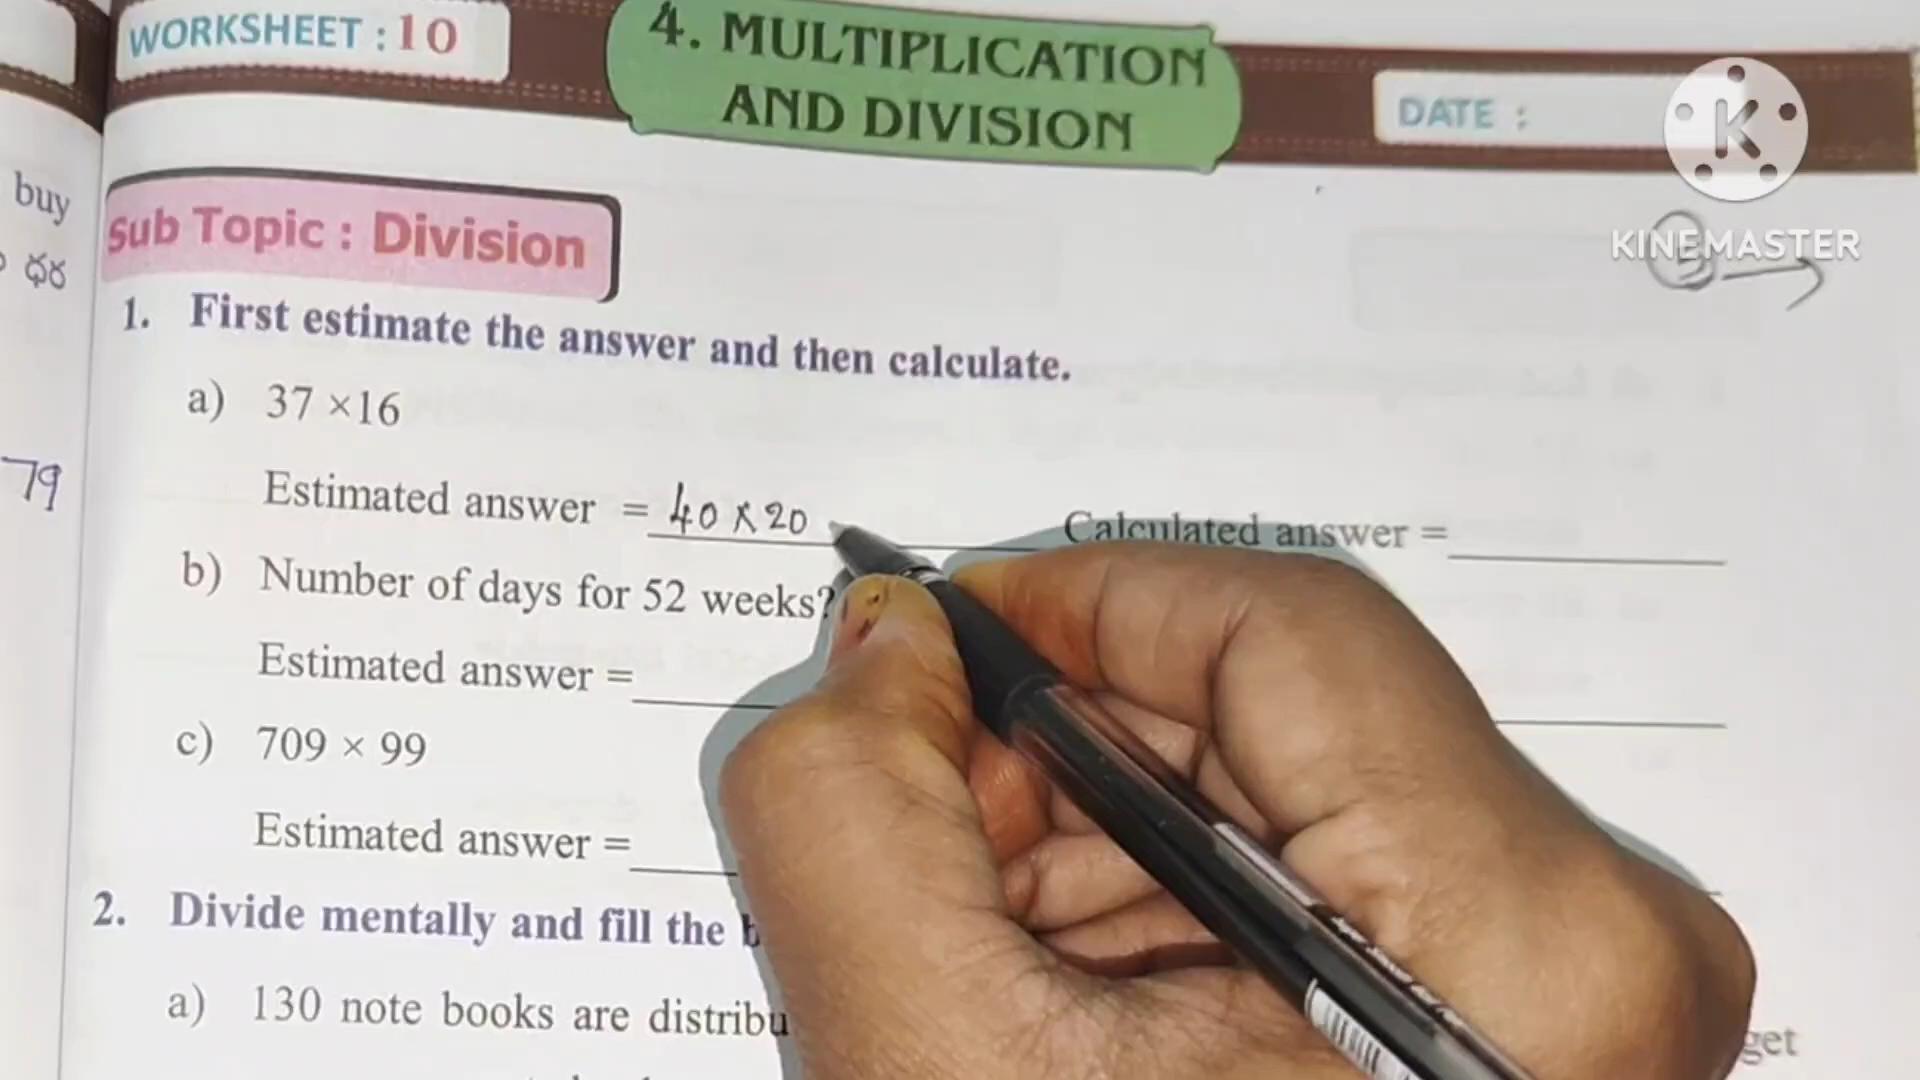 WORKSHEET : 10
4. MULTIPLICATION
AND DIVISION
DATE :
K
KINEMASTER
buy
ధర
79
Sub Topic : Division
1. First estimate the answer and then calculate.
a) 37 ×16
Estimated answer = 40 × 20 Calculated answer =
b) Number of days for 52 weeks?
Estimated answer =
c) 709 × 99
Estimated answer =
2. Divide mentally and fill the
a) 130 note books are
get